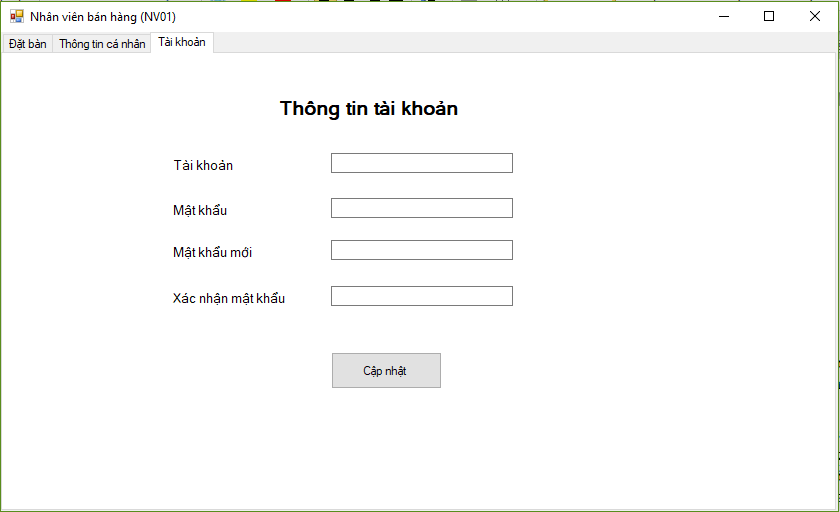 Nhân viên bán hàng (NV01)
Đặt bàn Thông tin cá nhân Tài khoản
Thông tin tài khoản
Tài khoản
Mật khẩu
Mật khẩu mới
Xác nhận mật khẩu
Cập nhật